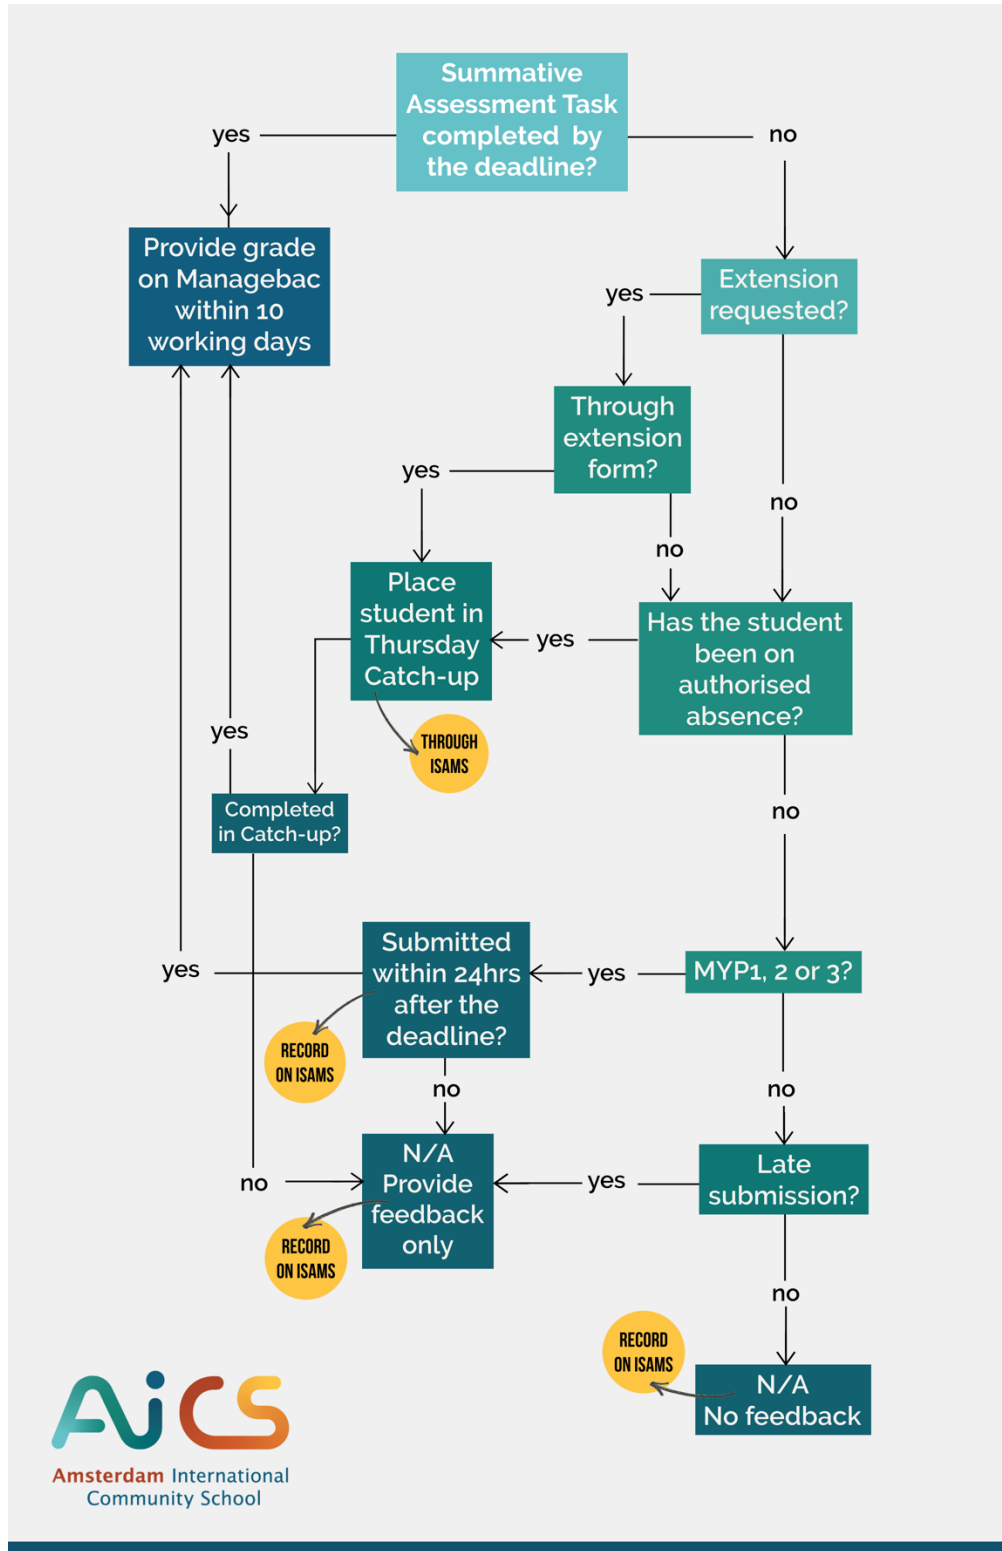 Summative
Assessment Task
completed by
the deadline?
yes
no
Provide grade
on Managebac
within 10
working days
Extension
requested?
yes
Through
extension
form?
yes
no
no
Place
student in
Thursday
Catch-up
yes
Has the student
been on
authorised
absence?
THROUGH
ISAMS
yes
Completed
in Catch-up?
no
Submitted
within 24hrs
after the
deadline?
yes
yes
MYP1, 2 or 3?
RECORD
ON ISAMS
no
no
N/A
Provide
feedback
only
no
yes
Late
submission?
RECORD
ON ISAMS
no
RECORD
ON ISAMS
N/A
No feedback
AiCS
Amsterdam International
Community School